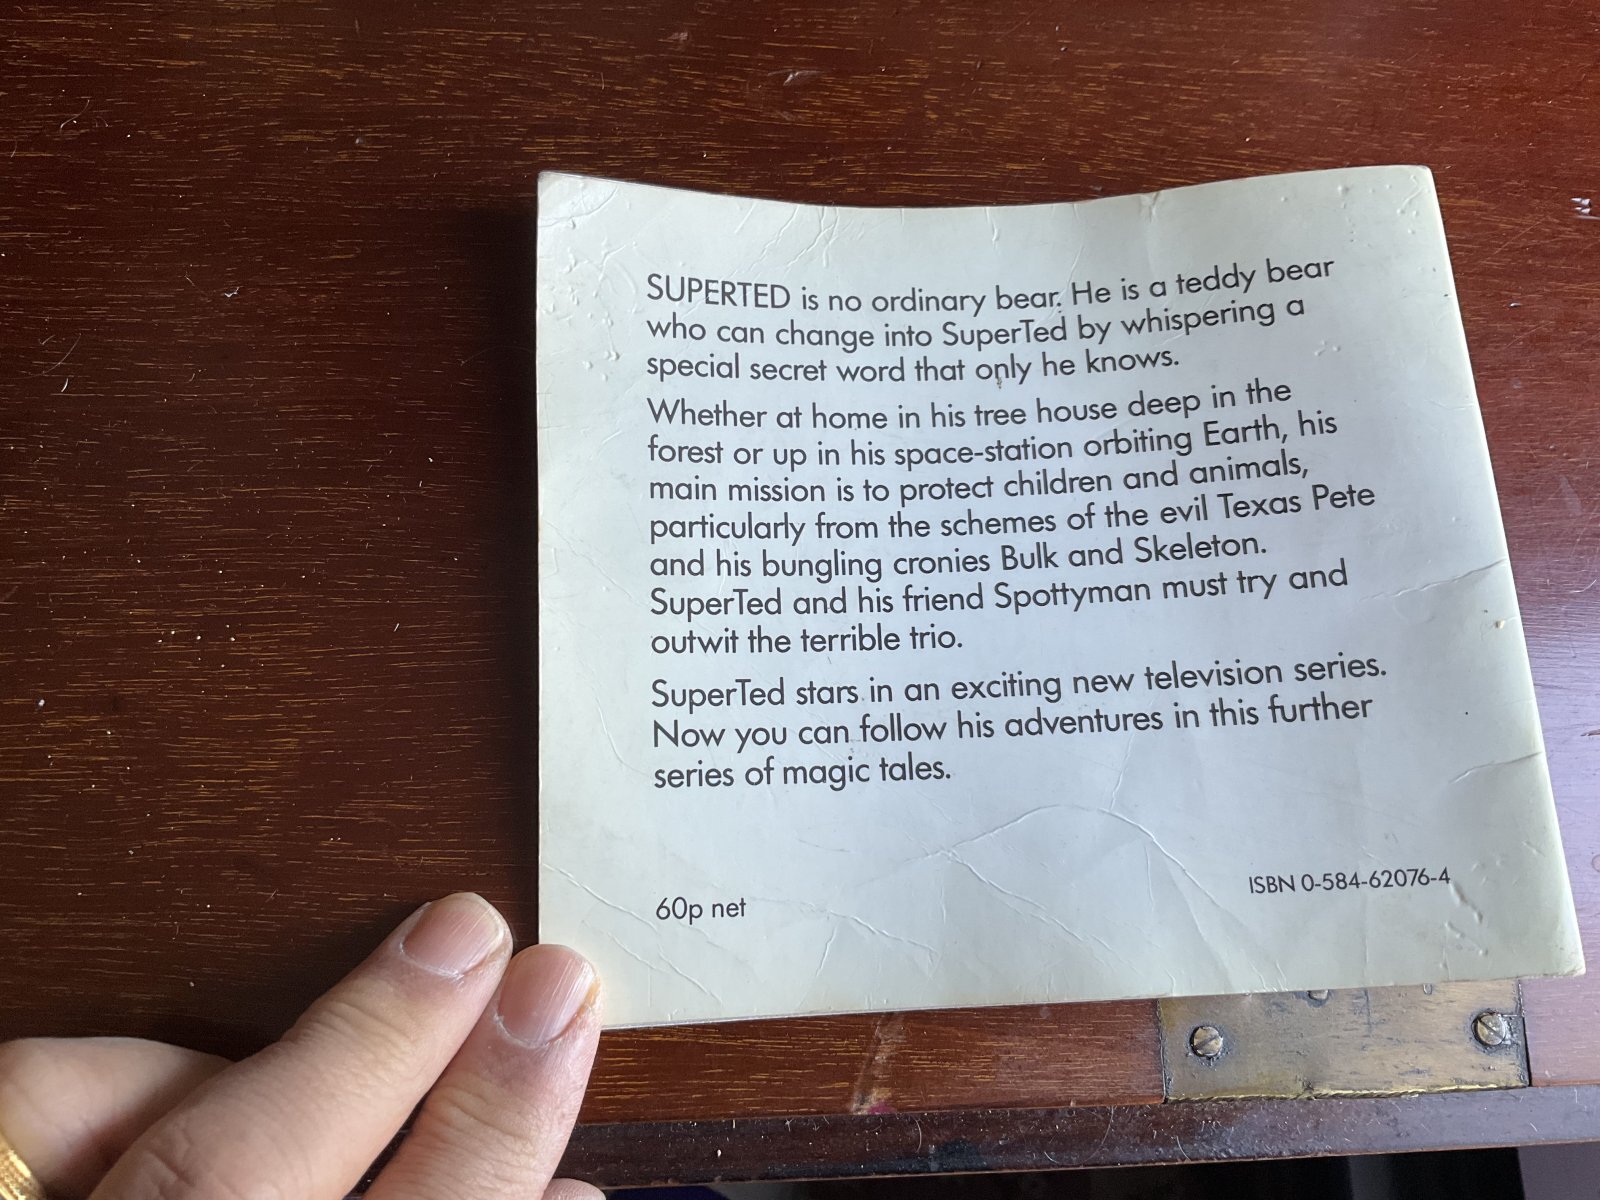 SUPERTED is no ordinary bear. He is a teddy bear
who can change into SuperTed by whispering a
special secret word that only he knows.
Whether at home in his tree house deep in the
forest or up in his space-station orbiting Earth, his
main mission is to protect children and animals,
particularly from the schemes of the evil Texas Pete
and his bungling cronies Bulk and Skeleton.
SuperTed and his friend Spottyman must try and
outwit the terrible trio.
SuperTed stars in an exciting new television series.
Now you can follow his adventures in this further
series of magic tales.
60p net
ISBN 0-584-62076-4